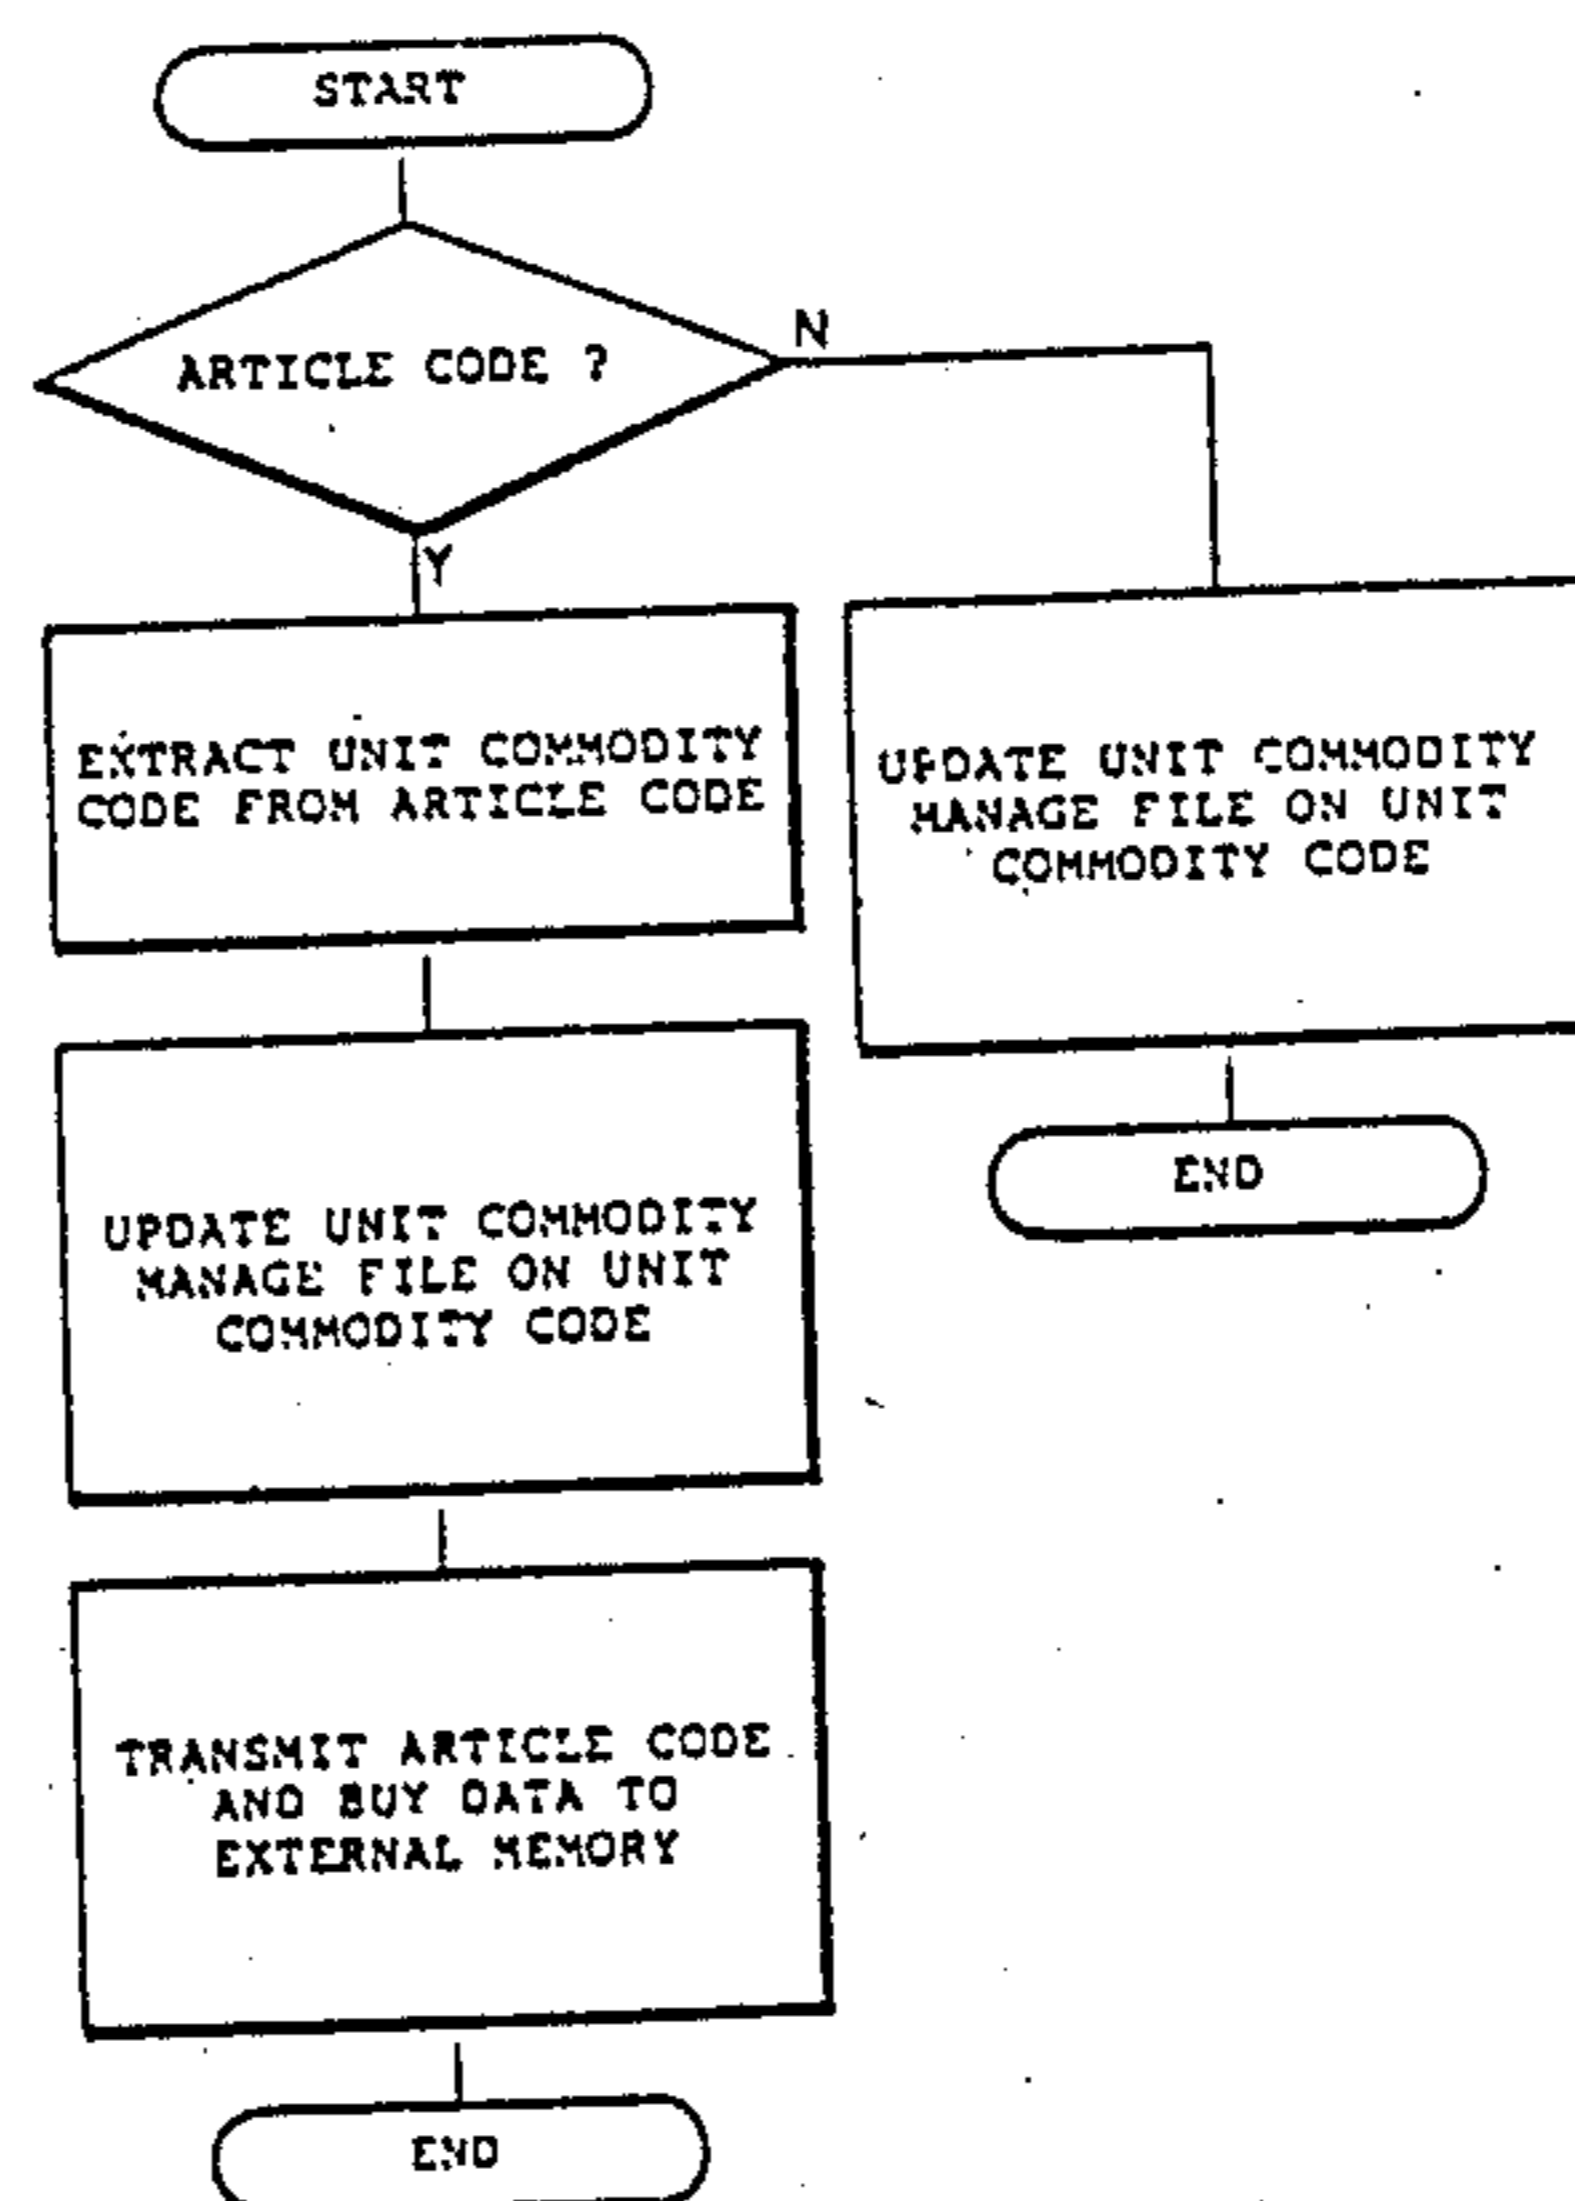 START
ARTICLE CODE ?
N
Y
EXTRACT UNIT COMMODITY
CODE FROM ARTICLE CODE
UPDATE UNIT COMMODITY
MANAGE FILE ON UNIT
COMMODITY CODE
END
UPDATE UNIT COMMODITY
MANAGE FILE ON UNIT
COMMODITY CODE
TRANSMIT ARTICLE CODE
AND BUY DATA TO
EXTERNAL MEMORY
END